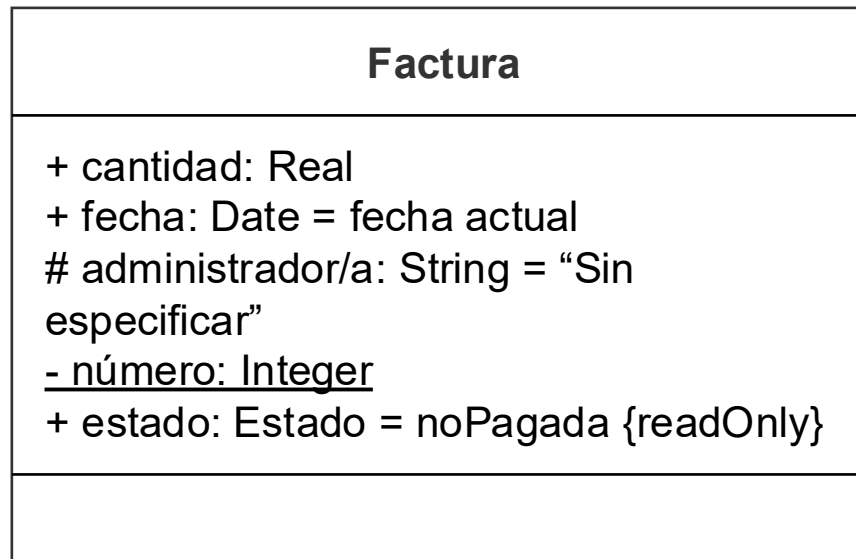 Factura
+ cantidad: Real
+ fecha: Date = fecha actual
# administrador/a: String = “Sin
especificar”
- número: Integer
+ estado: Estado = noPagada {readOnly}